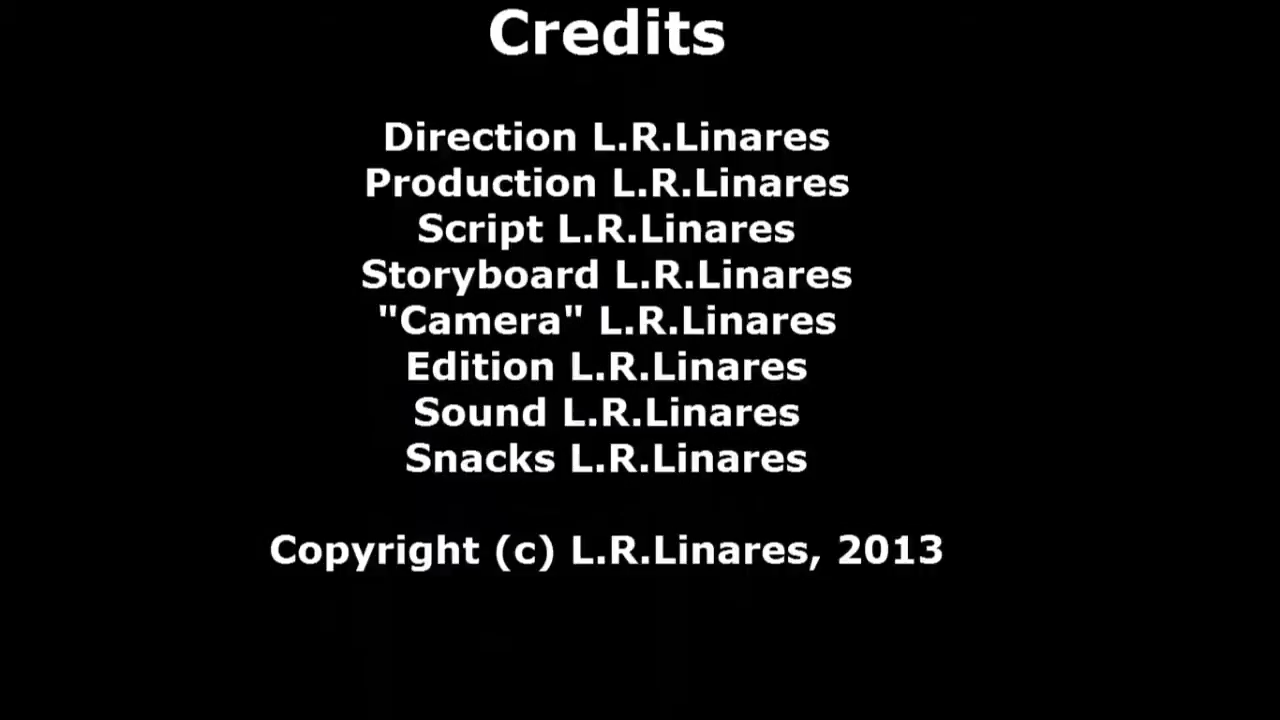 Credits
Direction L.R.Linares
Production L.R.Linares
Script L.R.Linares
Storyboard L.R.Linares
"Camera" L.R.Linares
Edition L.R.Linares
Sound L.R.Linares
Snacks L.R.Linares
Copyright (c) L.R.Linares, 2013